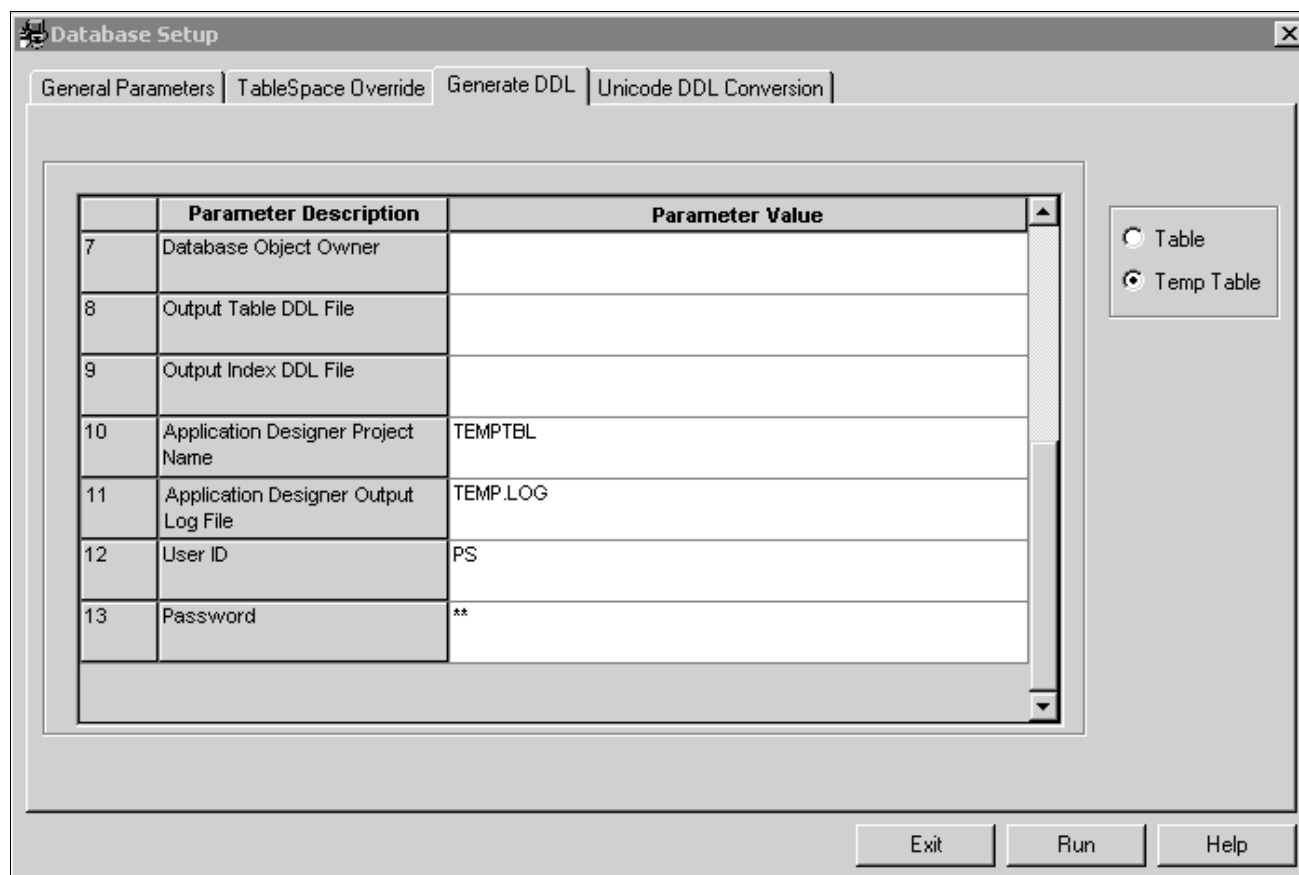 Database Setup
General Parameters
TableSpace Override
Generate DDL
Unicode DDL Conversion
Parameter Description
Parameter Value
7
Database Object Owner
8
Output Table DDL File
9
Output Index DDL File
10
Application Designer Project
Name
TEMPTBL
11
Application Designer Output
Log File
TEMP.LOG
12
User ID
PS
13
Password
**
Table
Temp Table
Exit
Run
Help